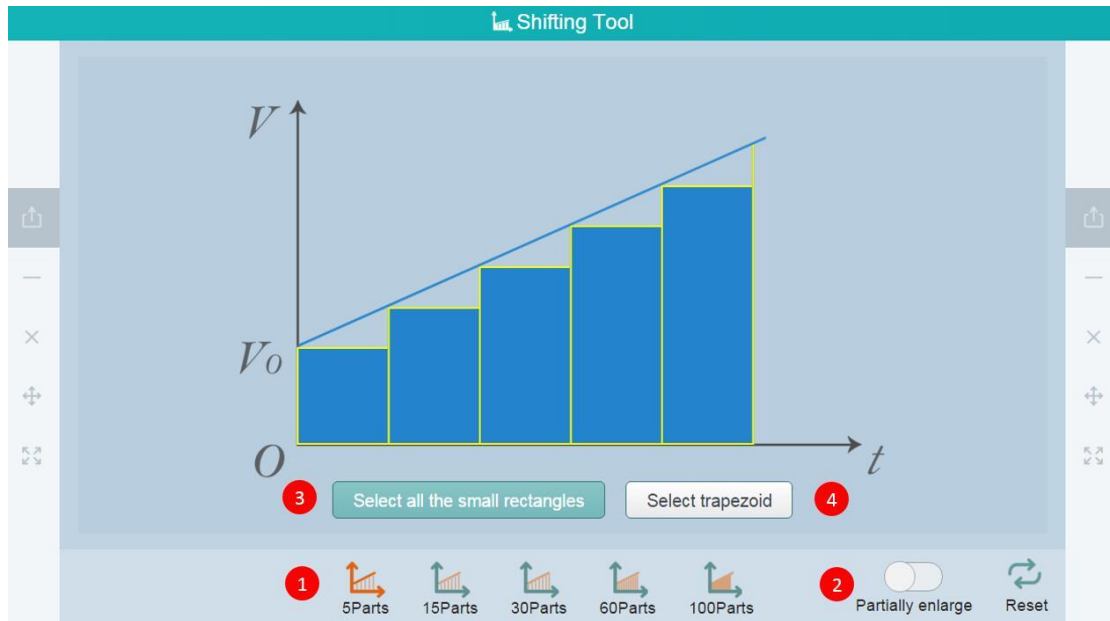 Shifting Tool
V
V0
O
t
3
Select all the small rectangles
Select trapezoid
4
1
5Parts
15Parts
30Parts
60Parts
100Parts
2
Partially enlarge
Reset